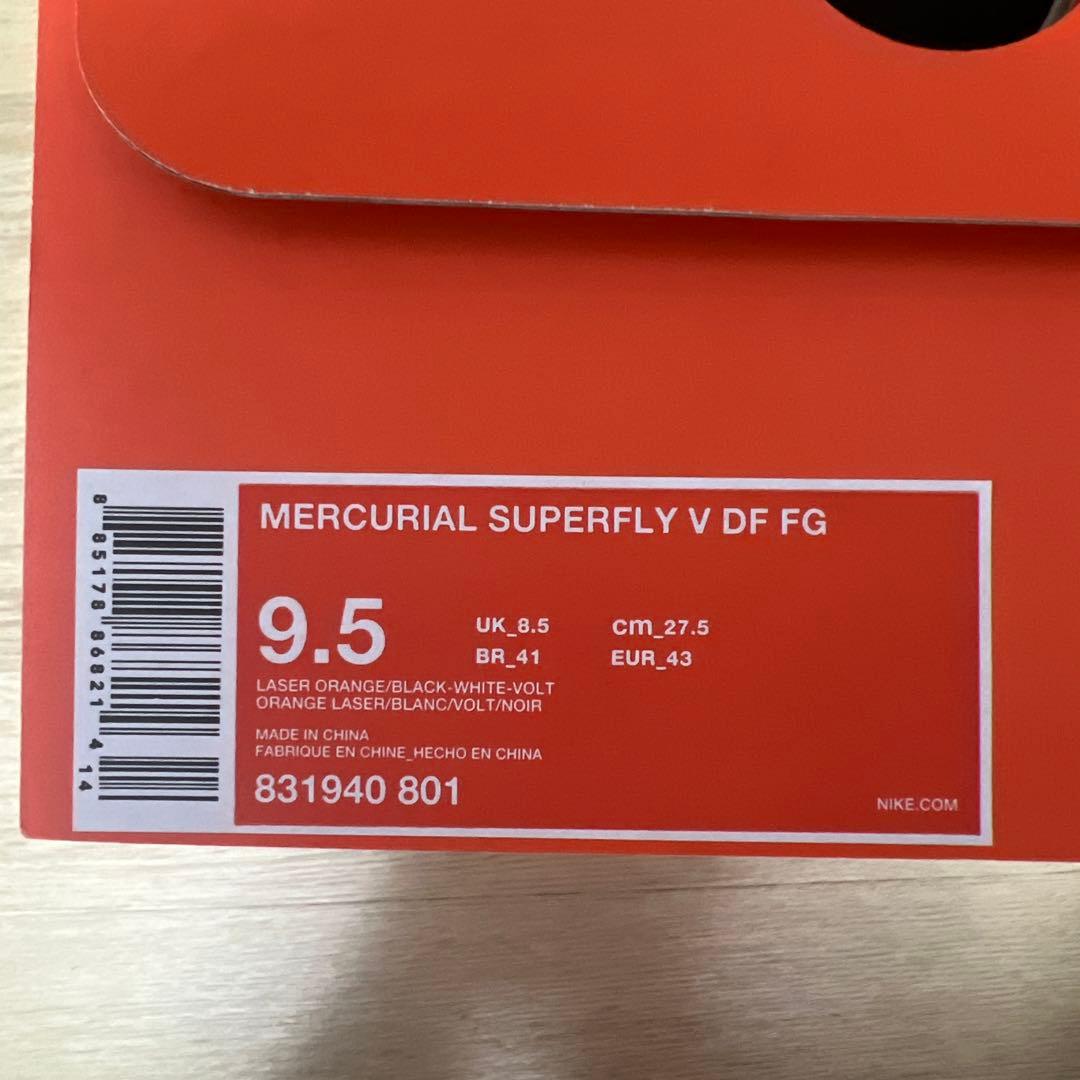 MERCURIAL SUPERFLY V DF FG
9.5
UK_8.5 cm_27.5
BR_41 EUR_43
LASER ORANGE/BLACK-WHITE-VOLT
ORANGE LASER/BLANC/VOLT/NOIR
MADE IN CHINA
FABRIQUE EN CHINE_HECHO EN CHINA
831940 801
NIKE.COM
8 85178 86821 4 14